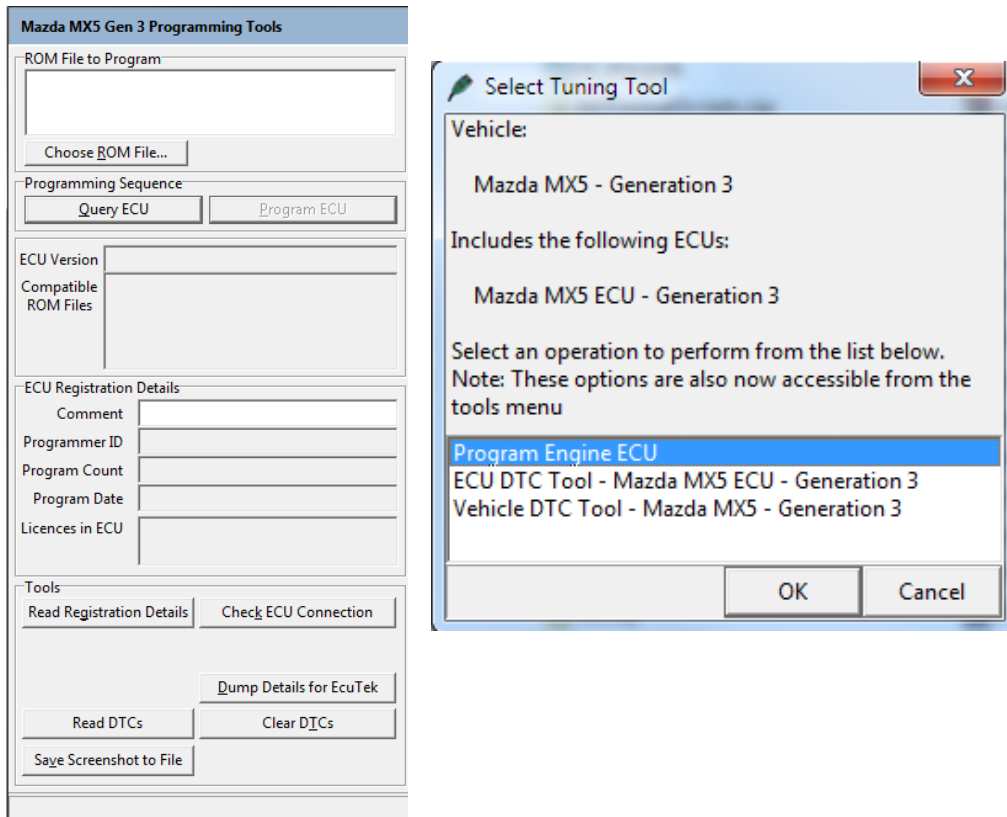 Mazda MX5 Gen 3 Programming Tools
ROM File to Program
Choose ROM File...
Programming Sequence
Query ECU
Program ECU
ECU Version
Compatible
ROM Files
ECU Registration Details
Comment
Programmer ID
Program Count
Program Date
Licences in ECU
Tools
Read Registration Details
Check ECU Connection
Dump Details for EcuTek
Read DTCs
Clear DTCs
Save Screenshot to File
Select Tuning Tool
Vehicle:
Mazda MX5 - Generation 3
Includes the following ECUs:
Mazda MX5 ECU - Generation 3
Select an operation to perform from the list below.
Note: These options are also now accessible from the
tools menu
Program Engine ECU
ECU DTC Tool - Mazda MX5 ECU - Generation 3
Vehicle DTC Tool - Mazda MX5 - Generation 3
OK
Cancel